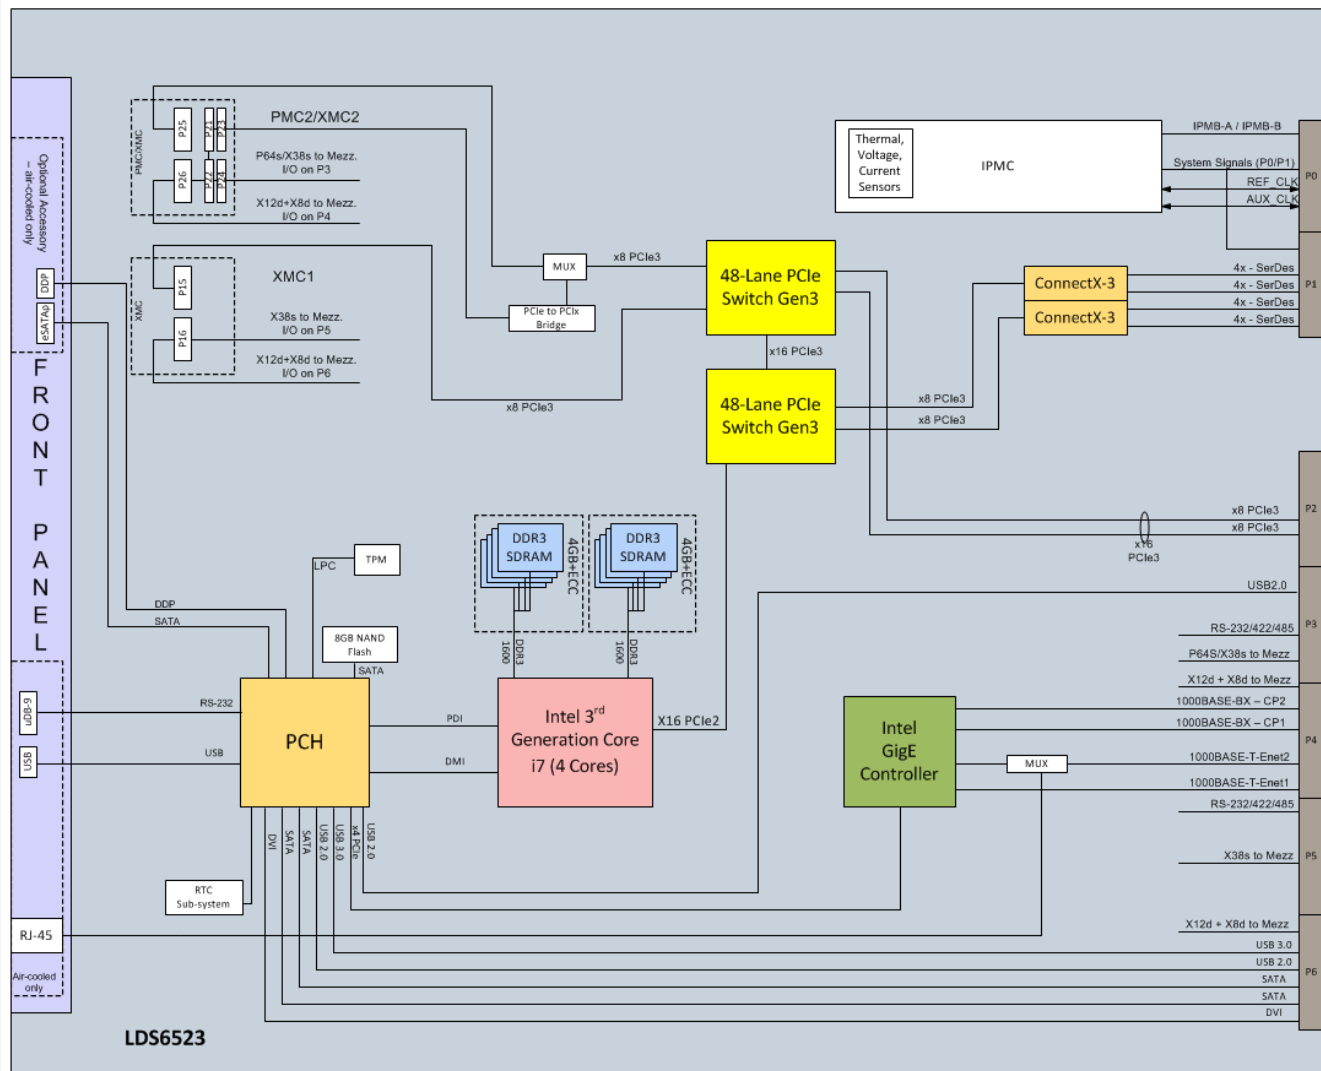 PMC/XMC
P25
P21
P23
P26
P22
P24
PMC2/XMC2
P64s/X38s to Mezz.
I/O on P3
X12d+X8d to Mezz.
I/O on P4
XMC
P15
P16
XMC1
X38s to Mezz.
I/O on P5
X12d+X8d to Mezz.
I/O on P6
Optional Accessory
– air-cooled only
DDP
eSATAp
FRONT PANEL
uDB-9
USB
RJ-45
Air-cooled
only
MUX
PCIe to PCIx
Bridge
x8 PCIe3
x8 PCIe3
48-Lane PCIe
Switch Gen3
x16 PCIe3
48-Lane PCIe
Switch Gen3
Thermal,
Voltage,
Current
Sensors
IPMC
IPMB-A / IPMB-B
System Signals (P0/P1)
REF_CLK
AUX_CLK
P0
ConnectX-3
ConnectX-3
4x - SerDes
4x - SerDes
4x - SerDes
4x - SerDes
P1
x8 PCIe3
x8 PCIe3
x8 PCIe3
x8 PCIe3
x16
PCIe3
P2
DDR3
SDRAM
4GB+ECC
DDR3
SDRAM
4GB+ECC
DDR3
1600
DDR3
1600
LPC
TPM
DDP
SATA
8GB NAND
Flash
SATA
RS-232
USB
PCH
PDI
DMI
Intel 3rd
Generation Core
i7 (4 Cores)
X16 PCIe2
Intel
GigE
Controller
MUX
USB2.0
RS-232/422/485
P64S/X38s to Mezz
X12d + X8d to Mezz
P3
1000BASE-BX – CP2
1000BASE-BX – CP1
1000BASE-T-Enet2
1000BASE-T-Enet1
P4
RS-232/422/485
X38s to Mezz
P5
X12d + X8d to Mezz
USB 3.0
USB 2.0
SATA
SATA
DVI
P6
DVI
SATA
SATA
USB 2.0
USB 3.0
x4 PCIe
USB 2.0
RTC
Sub-system
LDS6523